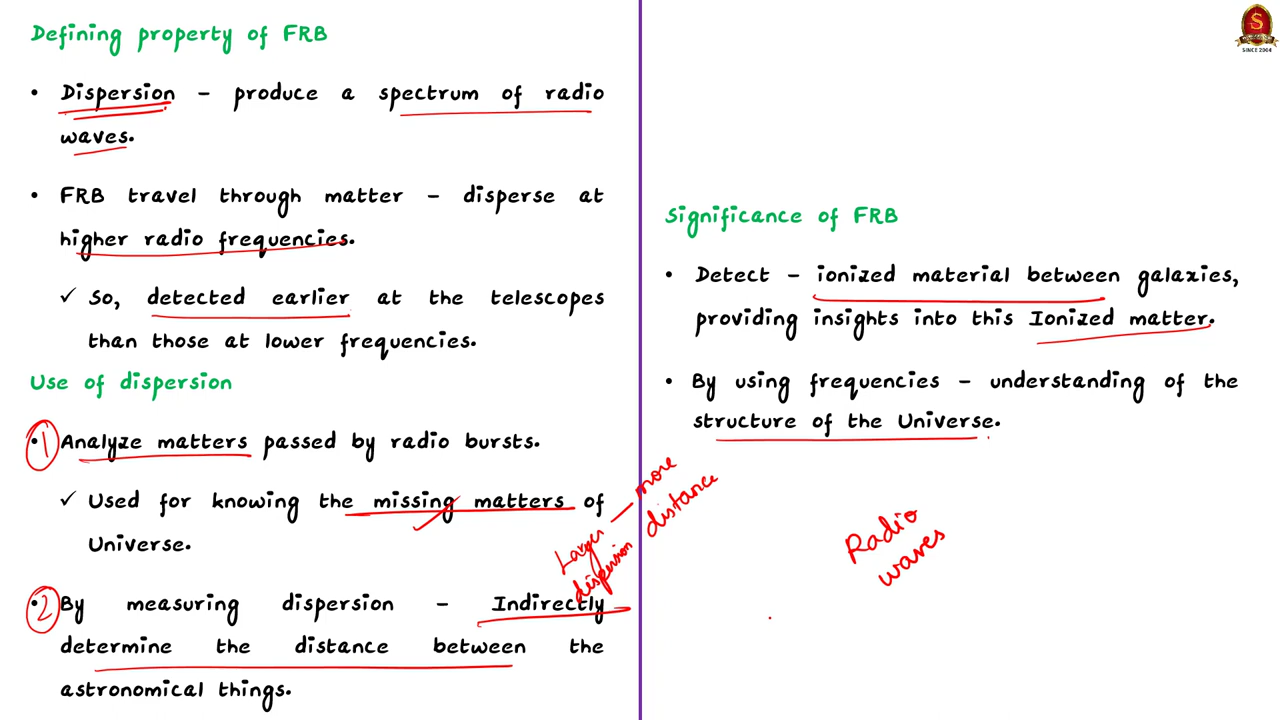 Defining property of FRB
• Dispersion – produce a spectrum of radio
waves.
• FRB travel through matter – disperse at
higher radio frequencies.
✓ So, detected earlier at the telescopes
than those at lower frequencies.
Use of dispersion
1 Analyze matters passed by radio bursts.
✓ Used for knowing the missing matters of
Universe.
2 By measuring dispersion – Indirectly
determine the distance between the
astronomical things.
Larger — more
dispersion distance
S
SINCE 2004
Significance of FRB
• Detect – ionized material between galaxies,
providing insights into this Ionized matter.
• By using frequencies – understanding of the
structure of the Universe.
Radio
waves